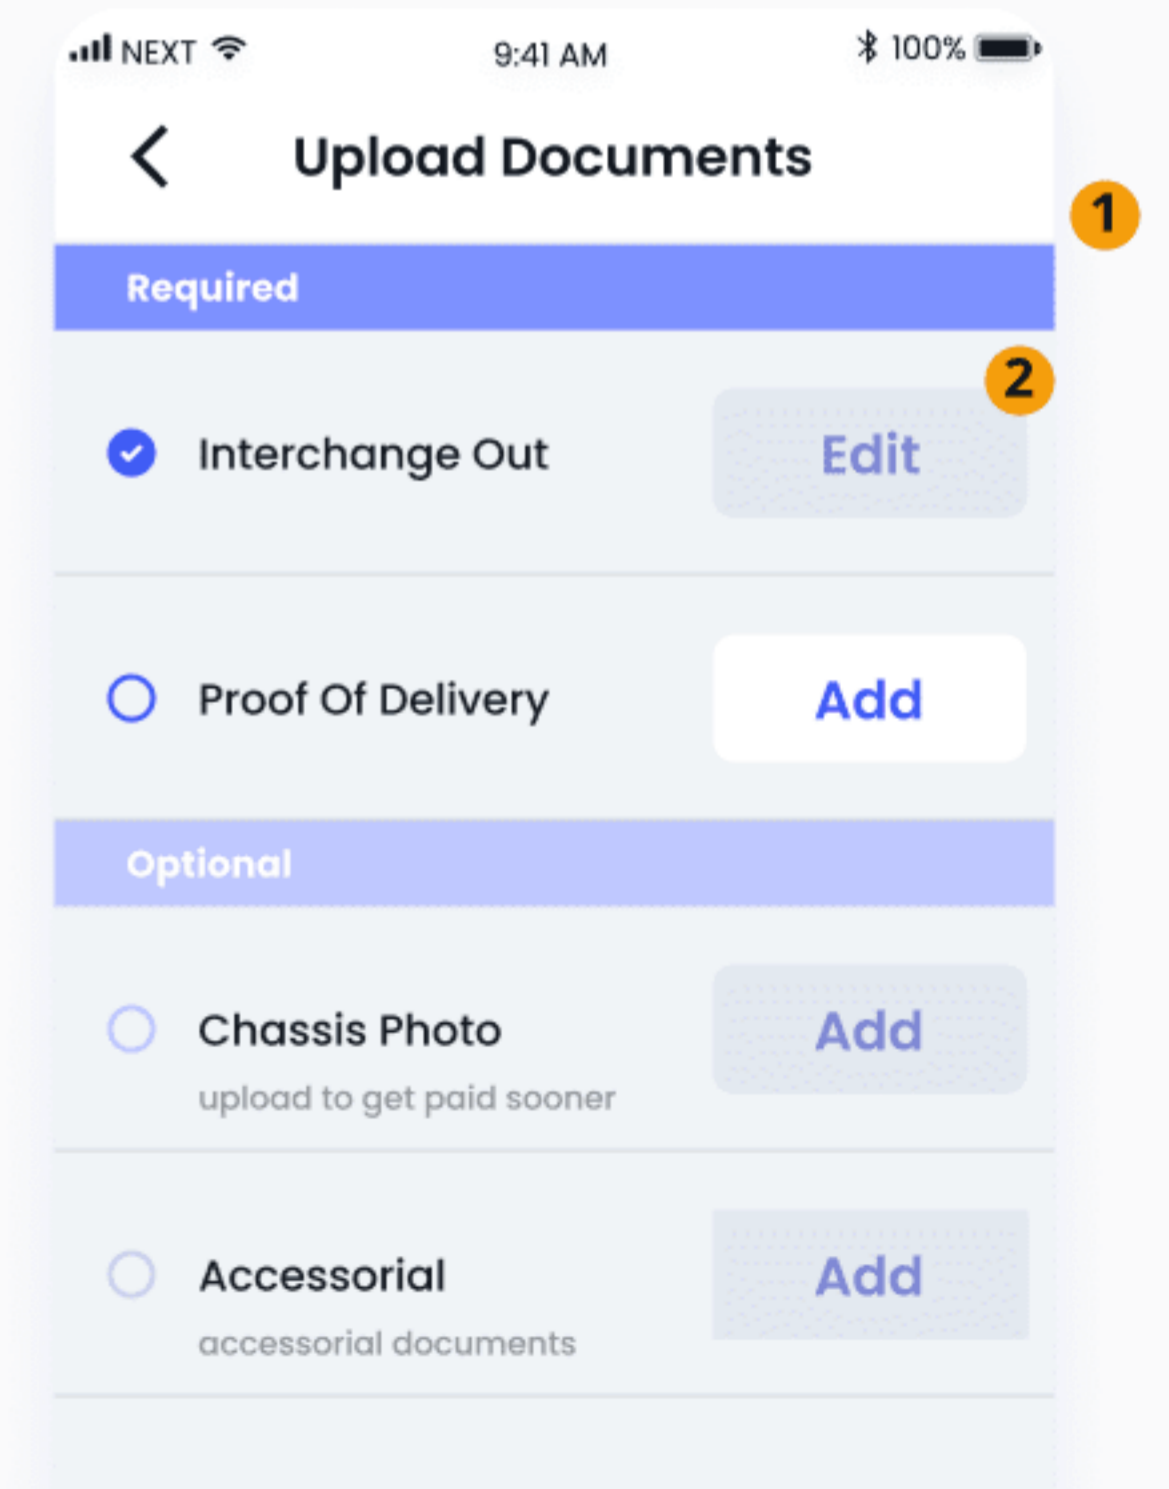 NEXT 9:41 AM 100%
Upload Documents
1
Required
2
Interchange Out Edit
Proof Of Delivery Add
Optional
Chassis Photo Add
upload to get paid sooner
Accessorial Add
accessorial documents